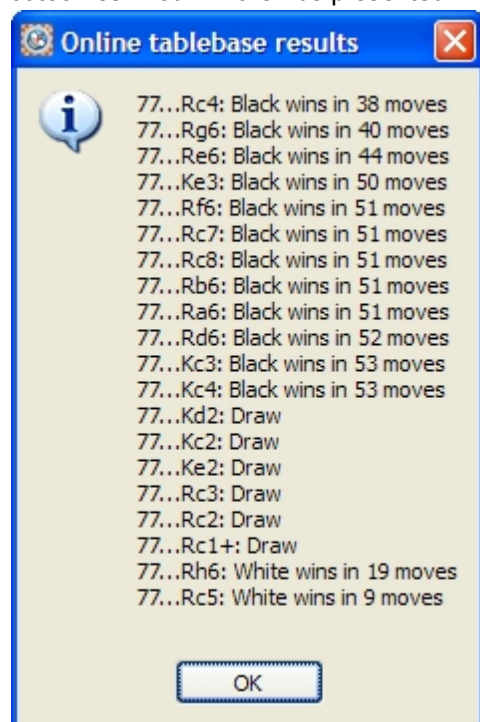 Online tablebase results
77...Rc4: Black wins in 38 moves
77...Rg6: Black wins in 40 moves
77...Re6: Black wins in 44 moves
77...Ke3: Black wins in 50 moves
77...Rf6: Black wins in 51 moves
77...Rc7: Black wins in 51 moves
77...Rc8: Black wins in 51 moves
77...Rb6: Black wins in 51 moves
77...Ra6: Black wins in 51 moves
77...Rd6: Black wins in 52 moves
77...Kc3: Black wins in 53 moves
77...Kc4: Black wins in 53 moves
77...Kd2: Draw
77...Kc2: Draw
77...Ke2: Draw
77...Rc3: Draw
77...Rc2: Draw
77...Rc1+: Draw
77...Rh6: White wins in 19 moves
77...Rc5: White wins in 9 moves
OK